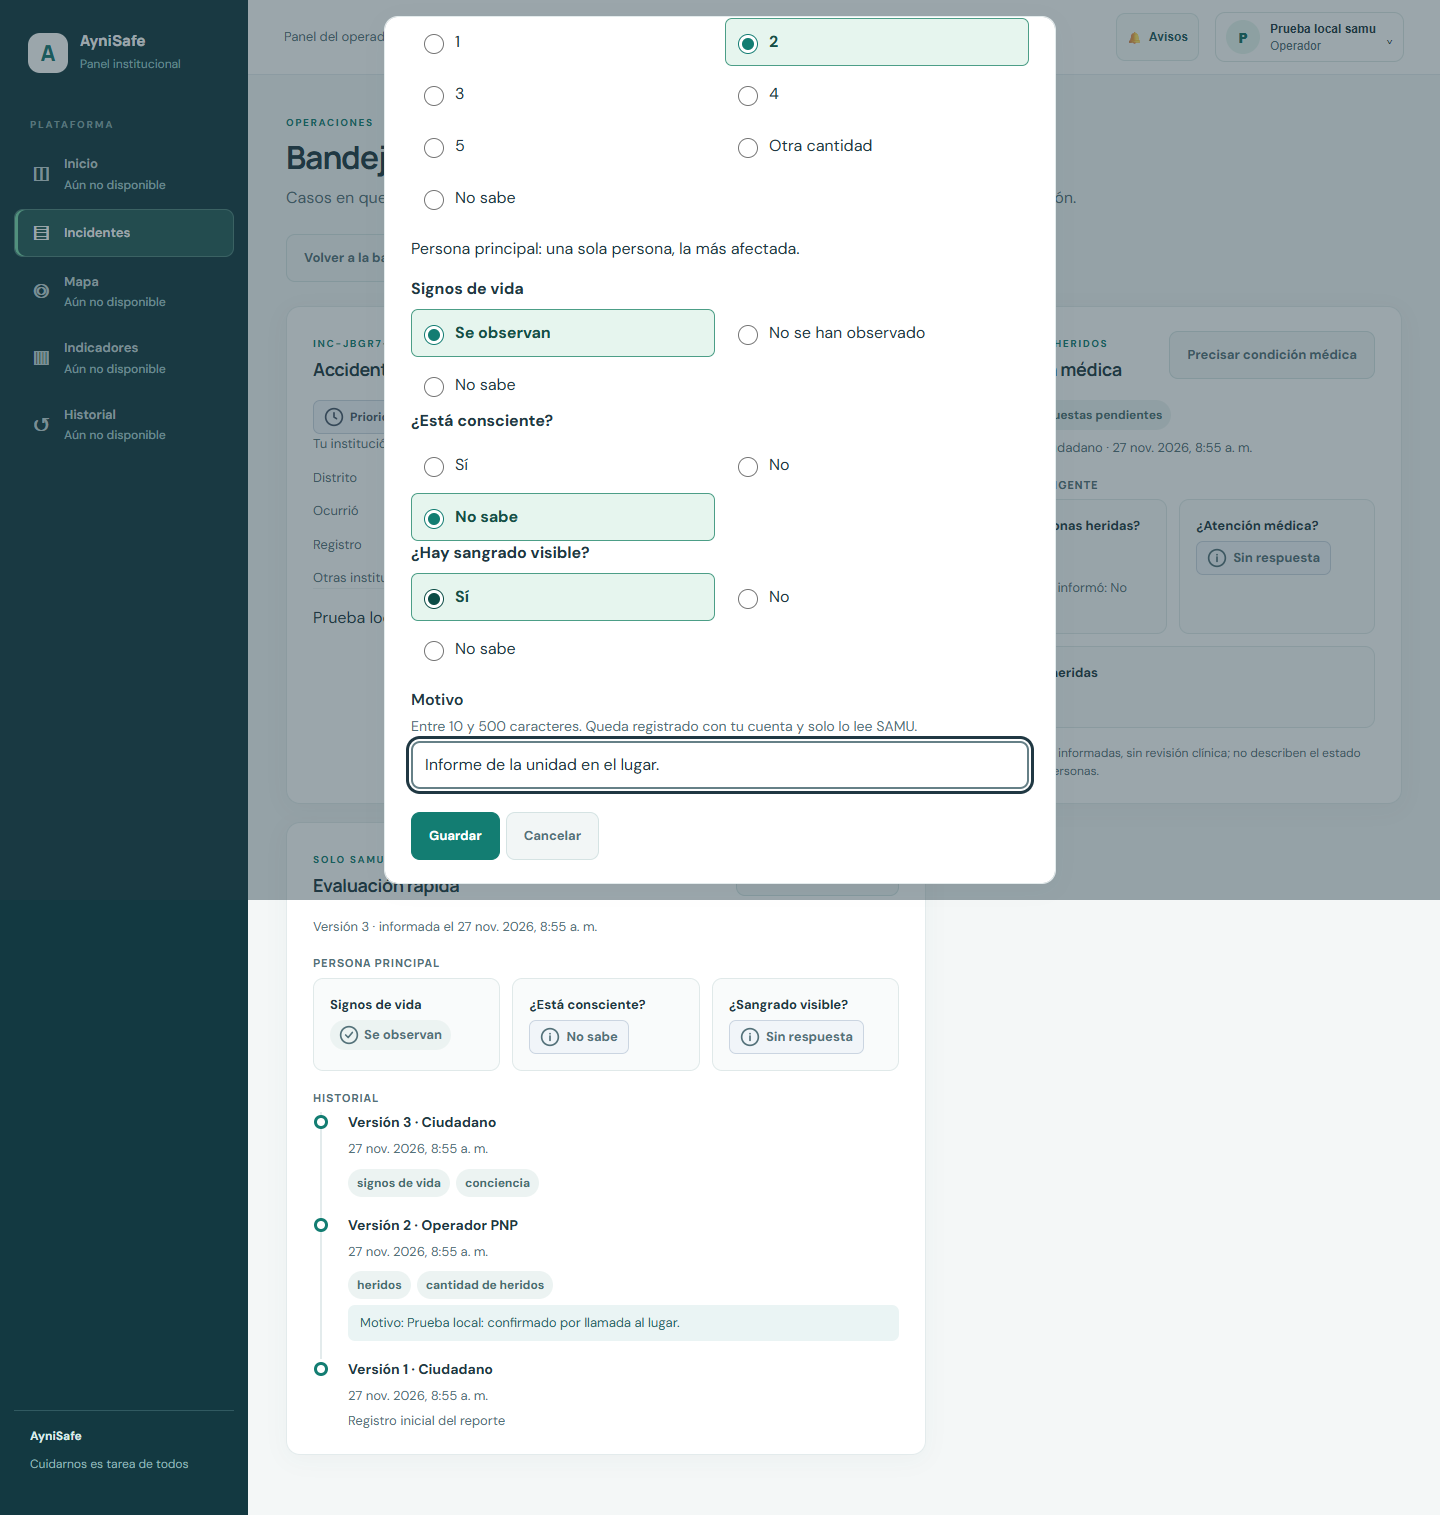 A
AyniSafe
Panel institucional
PLATAFORMA
Inicio
Aún no disponible
Incidentes
Mapa
Aún no disponible
Indicadores
Aún no disponible
Historial
Aún no disponible
AyniSafe
Cuidarnos es tarea de todos
Panel del operad
Avisos
P
Prueba local samu
Operador
OPERACIONES
Bandej
Casos en que
ón.
Volver a la ba
INC-JBGR7
Accident
Priori
Tu institució
Distrito
Ocurrió
Registro
Otras institu
Prueba lo
HERIDOS
médica
Precisar condición médica
uestas pendientes
dadano · 27 nov. 2026, 8:55 a. m.
GENTE
onas heridas?
informó: No
¿Atención médica?
Sin respuesta
heridas
informadas, sin revisión clínica; no describen el estado
ersonas.
1
2
3
4
5
Otra cantidad
No sabe
Persona principal: una sola persona, la más afectada.
Signos de vida
Se observan
No se han observado
No sabe
¿Está consciente?
Sí
No
No sabe
¿Hay sangrado visible?
Sí
No
No sabe
Motivo
Entre 10 y 500 caracteres. Queda registrado con tu cuenta y solo lo lee SAMU.
Informe de la unidad en el lugar.
Guardar
Cancelar
SOLO SAMU
Evaluación rápida
Versión 3 · informada el 27 nov. 2026, 8:55 a. m.
PERSONA PRINCIPAL
Signos de vida
Se observan
¿Está consciente?
No sabe
¿Sangrado visible?
Sin respuesta
HISTORIAL
Versión 3 · Ciudadano
27 nov. 2026, 8:55 a. m.
signos de vida
conciencia
Versión 2 · Operador PNP
27 nov. 2026, 8:55 a. m.
heridos
cantidad de heridos
Motivo: Prueba local: confirmado por llamada al lugar.
Versión 1 · Ciudadano
27 nov. 2026, 8:55 a. m.
Registro inicial del reporte